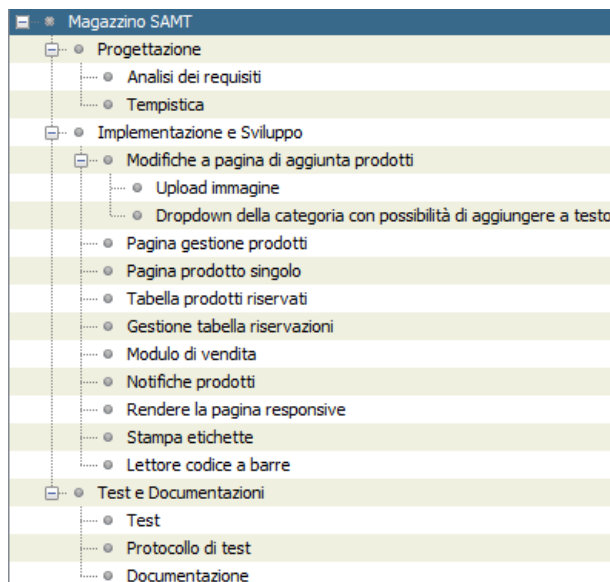 Magazzino SAMT
Progettazione
Analisi dei requisiti
Tempistica
Implementazione e Sviluppo
Modifiche a pagina di aggiunta prodotti
Upload immagine
Dropdown della categoria con possibilità di aggiungere a testo
Pagina gestione prodotti
Pagina prodotto singolo
Tabella prodotti riservati
Gestione tabella riservazioni
Modulo di vendita
Notifiche prodotti
Rendere la pagina responsive
Stampa etichette
Lettore codice a barre
Test e Documentazioni
Test
Protocollo di test
Documentazione